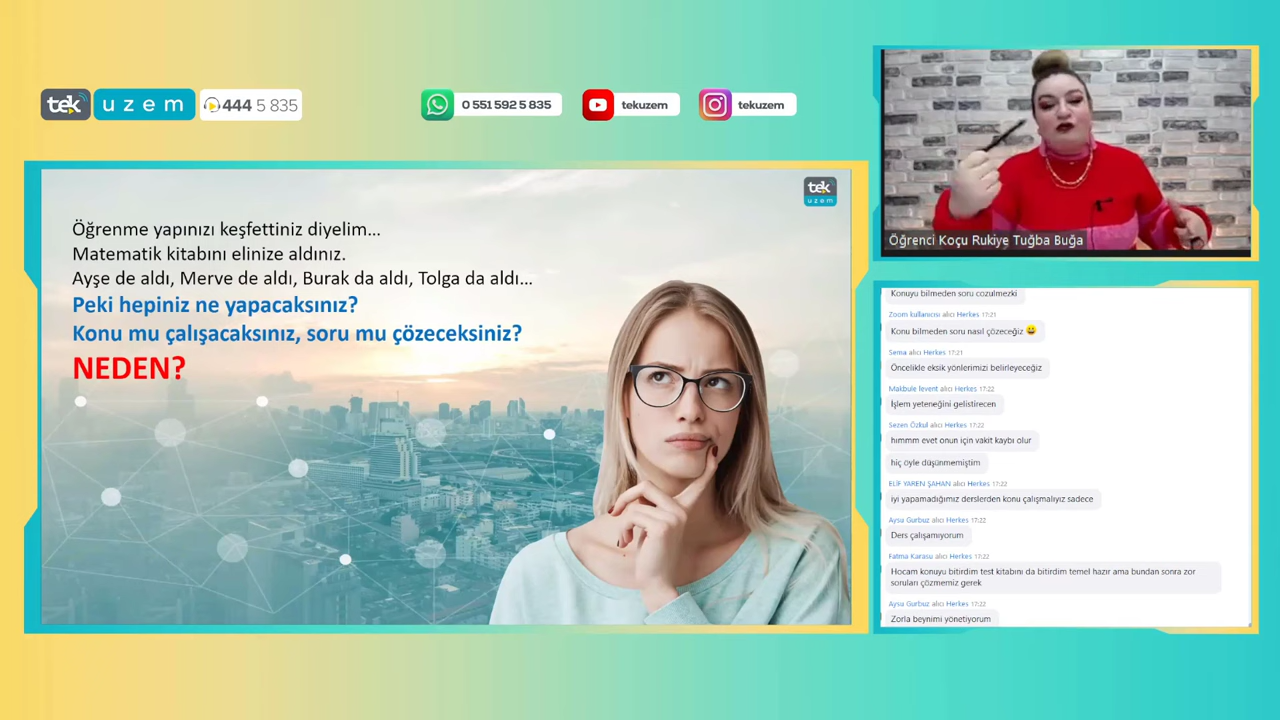 tek
uzem
444 5 835
0 551 592 5 835
tekuzem
tekuzem
tek
uzem
Öğrenme yapınızı keşfettiniz diyelim...
Matematik kitabını elinize aldınız.
Ayşe de aldı, Merve de aldı, Burak da aldı, Tolga da aldı...
Peki hepiniz ne yapacaksınız?
Konu mu çalışacaksınız, soru mu çözeceksiniz?
NEDEN?
Öğrenci Koçu Rukiye Tuğba Buğa
Konuyu bilmeden soru cozulmezki
Zoom kullanıcısı alıcı Herkes 17:21
Konu bilmeden soru nasıl çözeceğiz 😀
Sema alıcı Herkes 17:21
Öncelikle eksik yönlerimizi belirleyeceğiz
Makbule levent alıcı Herkes 17:22
İşlem yeteneğini gelistirecen
Sezen Özkul alıcı Herkes 17:22
hımmm evet onun için vakit kaybı olur
hiç öyle düşünmemiştim
ELİF YAREN ŞAHAN alıcı Herkes 17:22
iyi yapamadığımız derslerden konu çalışmalıyız sadece
Aysu Gurbuz alıcı Herkes 17:22
Ders çalışamıyorum
Fatma Karasu alıcı Herkes 17:22
Hocam konuyu bitirdim test kitabını da bitirdim temel hazır ama bundan sonra zor
soruları çözmemiz gerek
Aysu Gurbuz alıcı Herkes 17:22
Zorla beynimi yönetiyorum